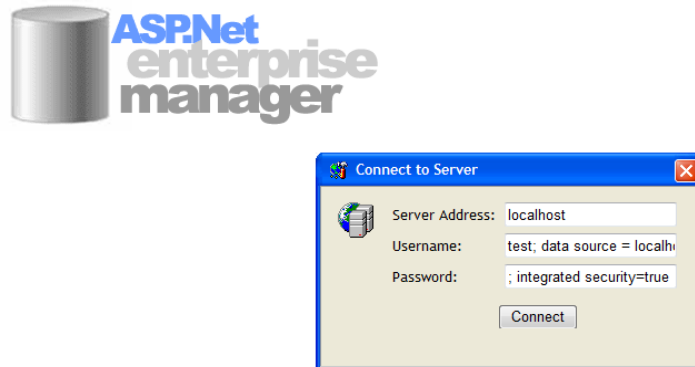 ASP.Net
enterprise
manager
Connect to Server
Server Address: localhost
Username: test; data source = localh
Password: ; integrated security=true
Connect